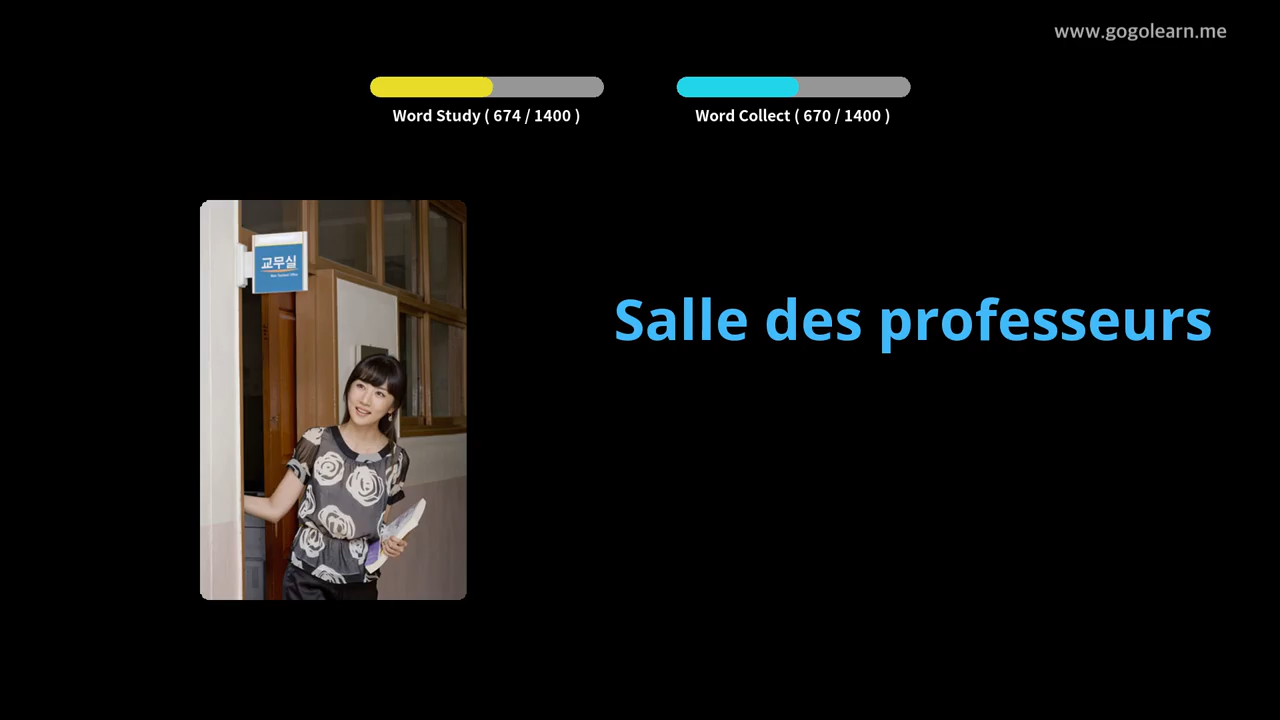 www.gogolearn.me
Word Study ( 674 / 1400 )
Word Collect ( 670 / 1400 )
교무실
Salle des professeurs